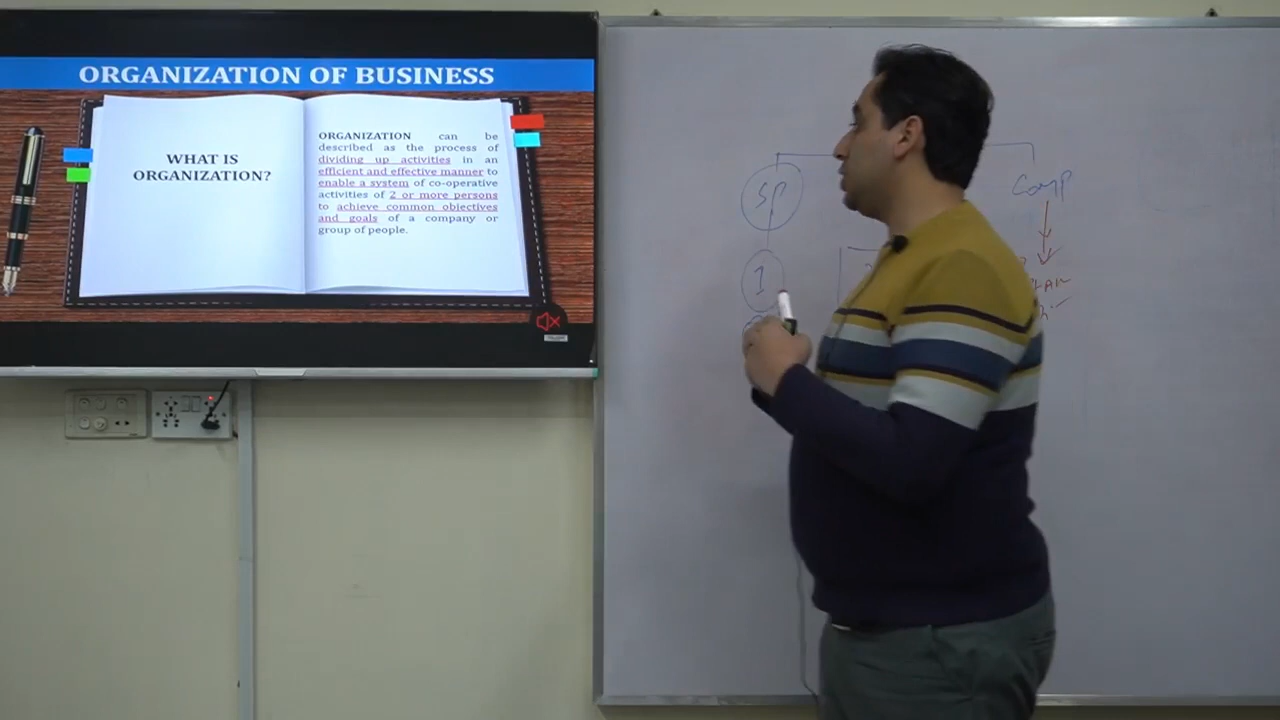 ORGANIZATION OF BUSINESS
WHAT IS
ORGANIZATION?
ORGANIZATION can be
described as the process of
dividing up activities in an
efficient and effective manner to
enable a system of co-operative
activities of 2 or more persons
to achieve common objectives
and goals of a company or
group of people.
SP
Comp
1